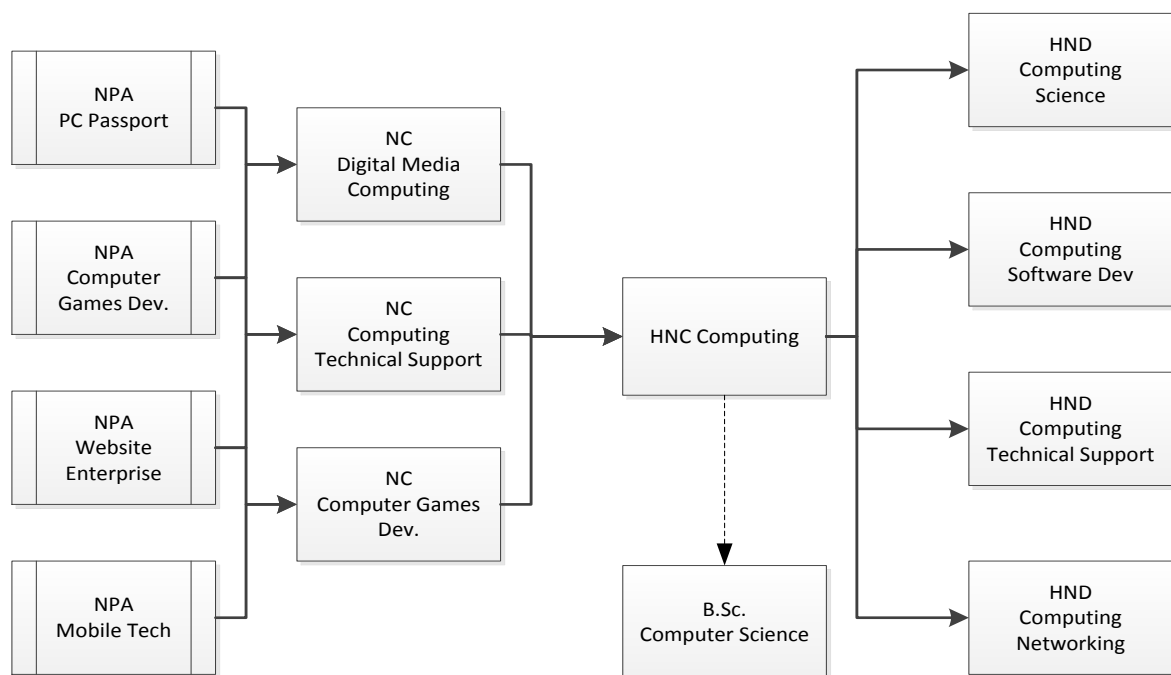 NPA
PC Passport
NPA
Computer
Games Dev.
NPA
Website
Enterprise
NPA
Mobile Tech
NC
Digital Media
Computing
NC
Computing
Technical Support
NC
Computer Games
Dev.
HNC Computing
B.Sc.
Computer Science
HND
Computing
Science
HND
Computing
Software Dev
HND
Computing
Technical Support
HND
Computing
Networking